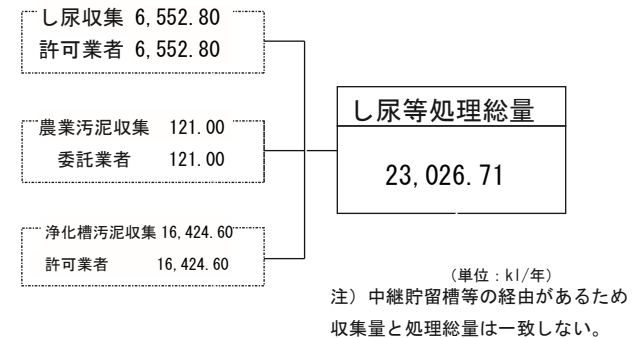 し尿収集 6,552.80
許可業者 6,552.80
農業汚泥収集 121.00
委託業者 121.00
浄化槽汚泥収集 16,424.60
許可業者 16,424.60
し尿等処理総量
23,026.71
（単位：kl/年）
注）中継貯留槽等の経由があるため
収集量と処理総量は一致しない。